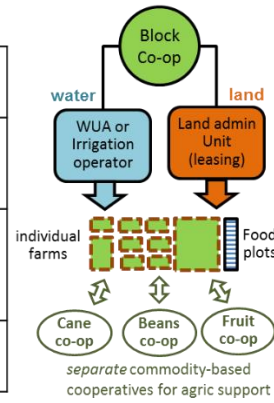 Block
Co-op
water
land
WUA or
Irrigation
operator
Land admin
Unit
(leasing)
individual
farms
Food
plots
Cane
co-op
Beans
co-op
Fruit
co-op
separate commodity-based
cooperatives for agric support